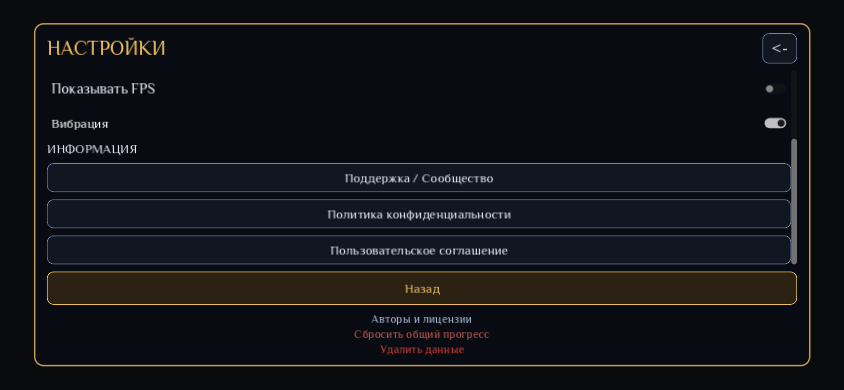 НАСТРОЙКИ
<-
Показывать FPS
Вибрация
ИНФОРМАЦИЯ
Поддержка / Сообщество
Политика конфиденциальности
Пользовательское соглашение
Назад
Авторы и лицензии
Сбросить общий прогресс
Удалить данные